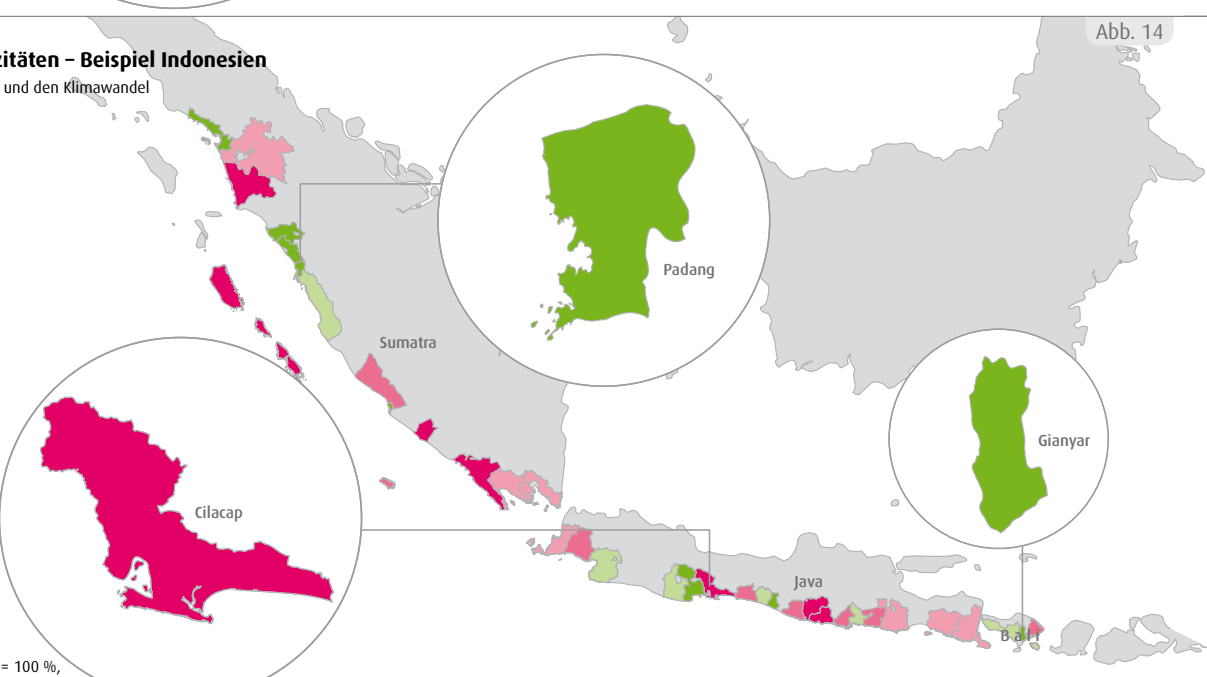 Abb. 14
zitäten – Beispiel Indonesien
und den Klimawandel
Padang
Sumatra
Gianyar
Cilacap
Java
Bali
= 100 %,